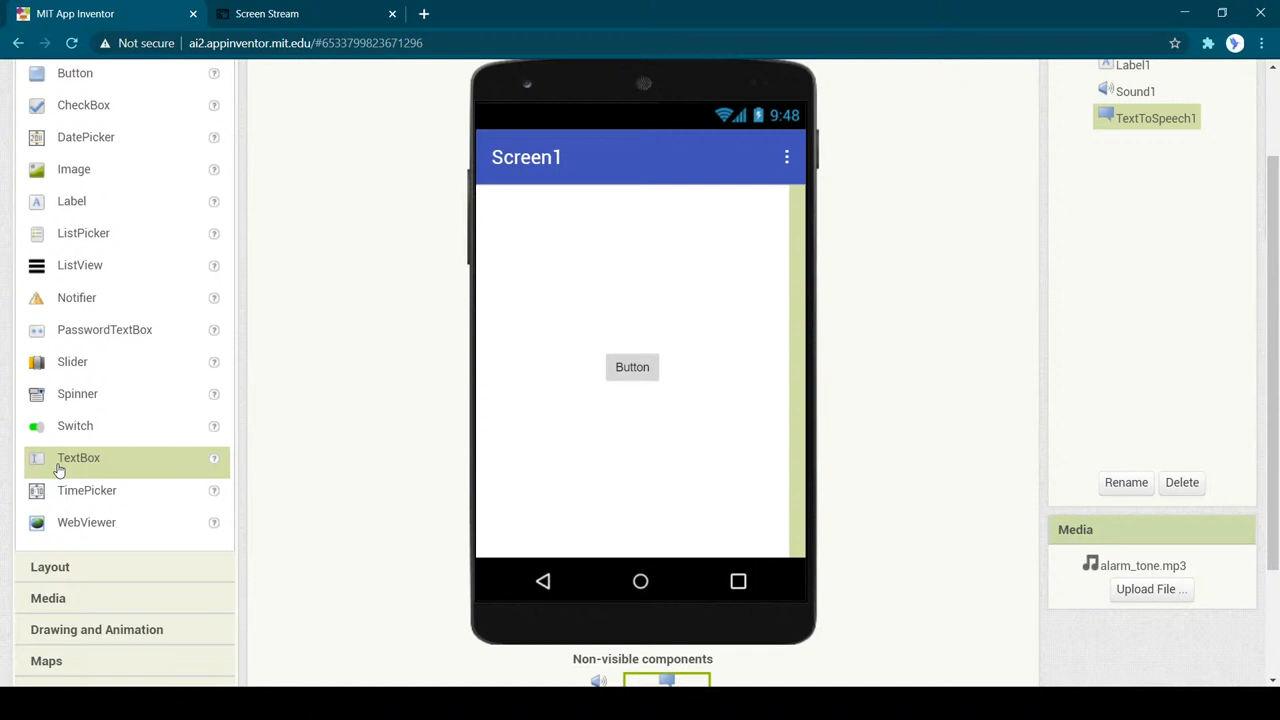 MIT App Inventor
Screen Stream
Not secure
ai2.appinventor.mit.edu/#6533799823671296
Button
CheckBox
DatePicker
Image
Label
ListPicker
ListView
Notifier
PasswordTextBox
Slider
Spinner
Switch
TextBox
TimePicker
WebViewer
Layout
Media
Drawing and Animation
Maps
9:48
Screen1
Button
Non-visible components
Label1
Sound1
TextToSpeech1
Rename
Delete
Media
alarm_tone.mp3
Upload File ...